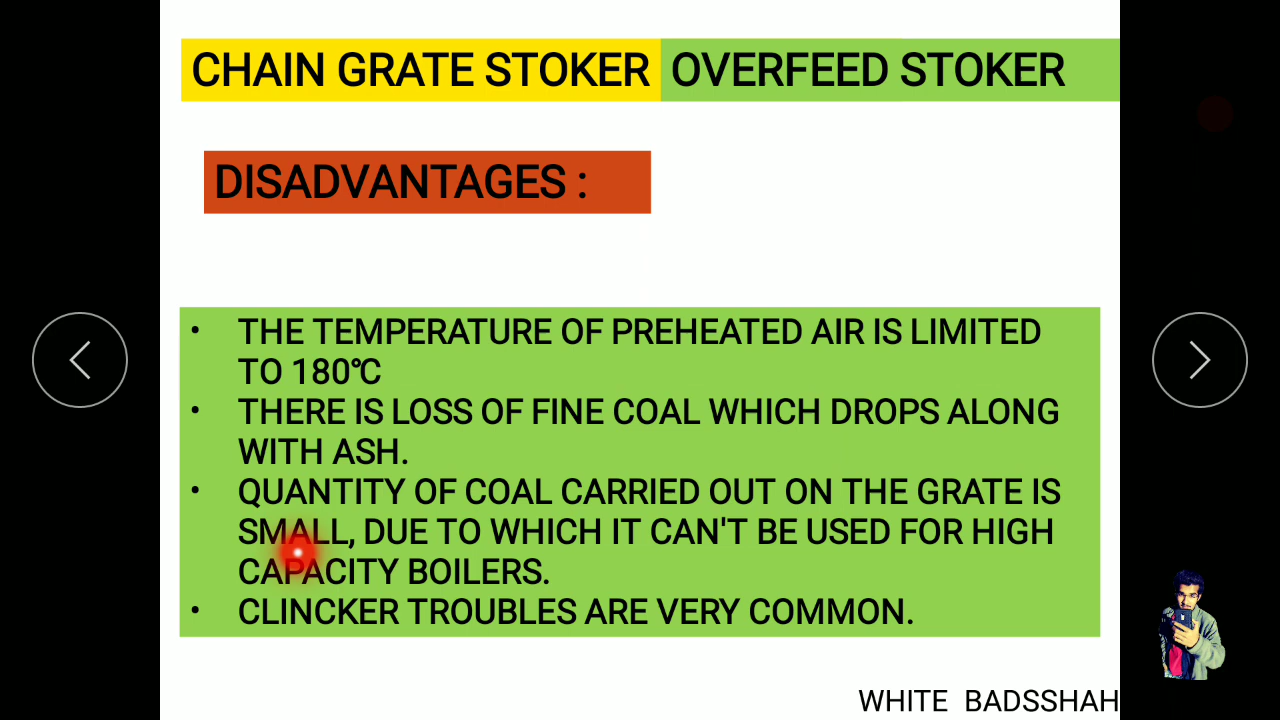 CHAIN GRATE STOKER OVERFEED STOKER
DISADVANTAGES :
• THE TEMPERATURE OF PREHEATED AIR IS LIMITED
TO 180℃
• THERE IS LOSS OF FINE COAL WHICH DROPS ALONG
WITH ASH.
• QUANTITY OF COAL CARRIED OUT ON THE GRATE IS
SMALL, DUE TO WHICH IT CAN'T BE USED FOR HIGH
CAPACITY BOILERS.
• CLINCKER TROUBLES ARE VERY COMMON.
WHITE BADSSHAH